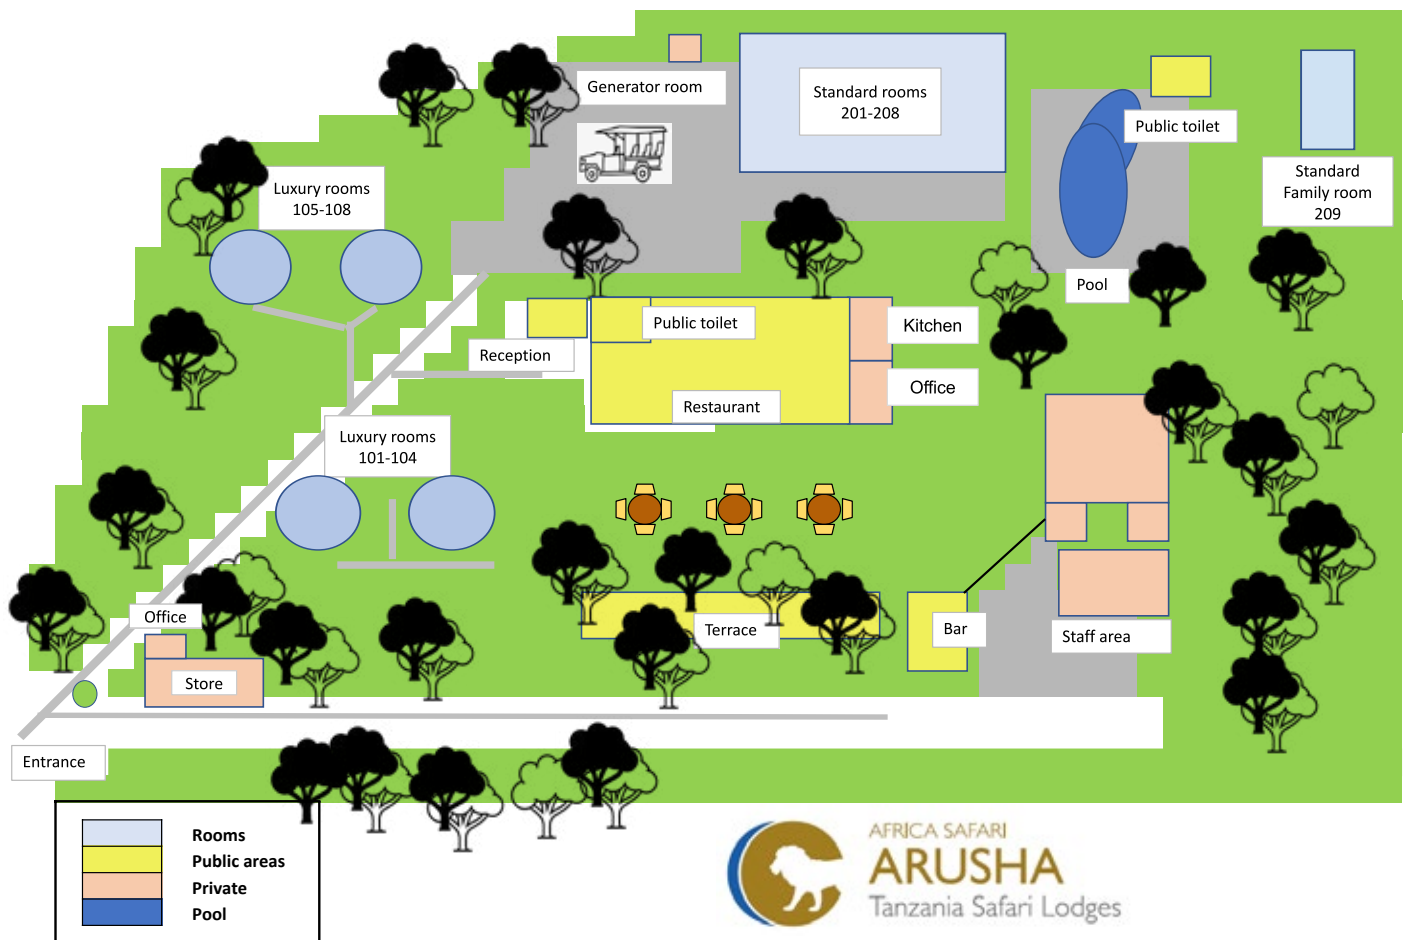 Generator room
Standard rooms
201-208
Public toilet
Standard
Family room
209
Luxury rooms
105-108
Pool
Public toilet
Kitchen
Reception
Office
Restaurant
Luxury rooms
101-104
Office
Terrace
Bar
Staff area
Store
Entrance
Rooms
Public areas
Private
Pool
AFRICA SAFARI
ARUSHA
Tanzania Safari Lodges